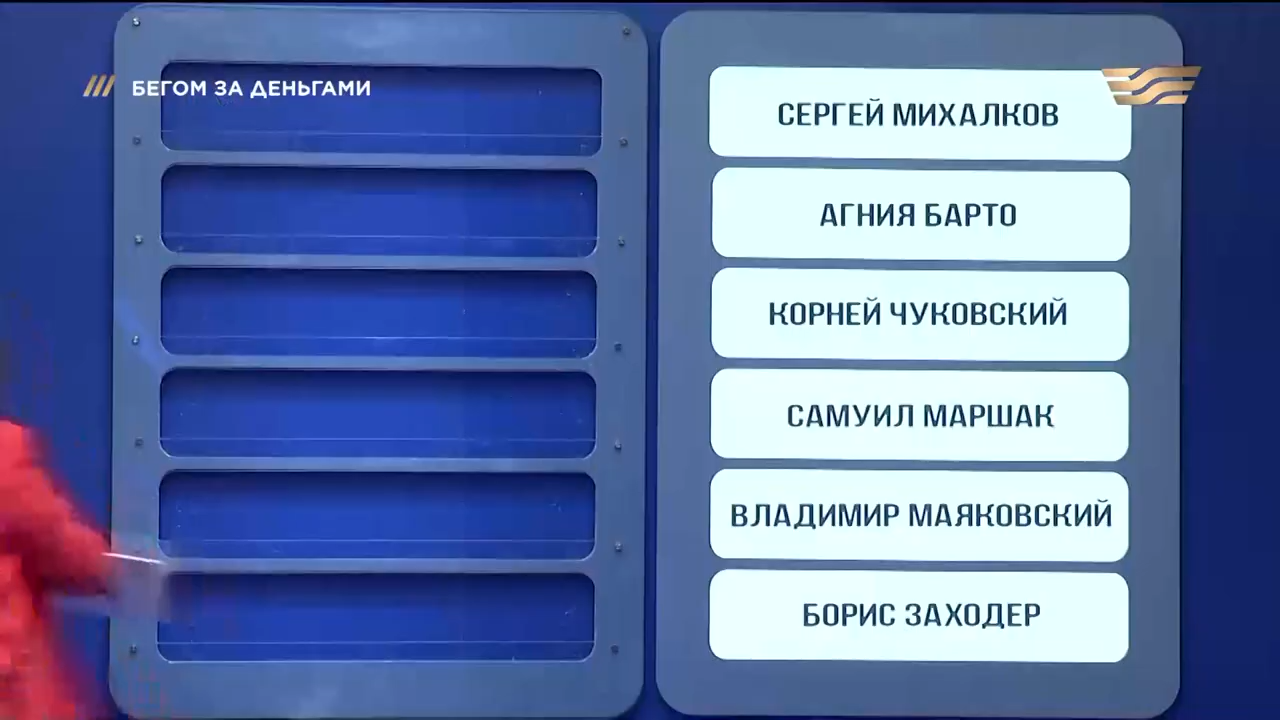 БЕГОМ ЗА ДЕНЬГАМИ
СЕРГЕЙ МИХАЛКОВ
АГНИЯ БАРТО
КОРНЕЙ ЧУКОВСКИЙ
САМУИЛ МАРШАК
ВЛАДИМИР МАЯКОВСКИЙ
БОРИС ЗАХОДЕР